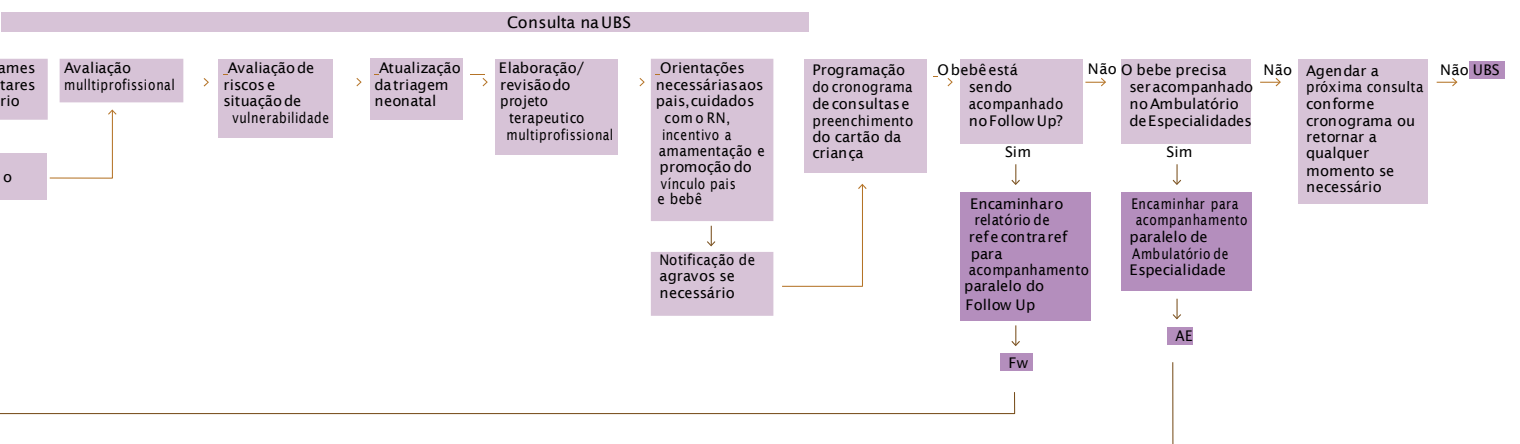 Consulta na UBS
ames
tares
rio
o
Avaliação
mulltiprofissional
Avaliação de
riscos e
situação de
vulnerabilidade
Atualização
da triagem
neonatal
Elaboração/
revisão do
projeto
terapeutico
multiprofissional
Orientações
necessárias aos
pais, cuidados
com o RN,
incentivo a
amamentação e
promoção do
vínculo pais
e bebê
Notificação de
agravos se
necessário
Programação
do cronograma
de consultas e
preenchimento
do cartão da
criança
O bebê está
sendo
acompanhado
no Follow Up?
Sim
Encaminhar o
relatório de
ref e contra ref
para
acompanhamento
paralelo do
Follow Up
Fw
Não
O bebe precisa
ser acompanhado
no Ambulatório
de Especialidades
Sim
Encaminhar para
acompanhamento
paralelo de
Ambulatório de
Especialidade
AE
Não
Agendar a
próxima consulta
conforme
cronograma ou
retornar a
qualquer
momento se
necessário
Não
UBS